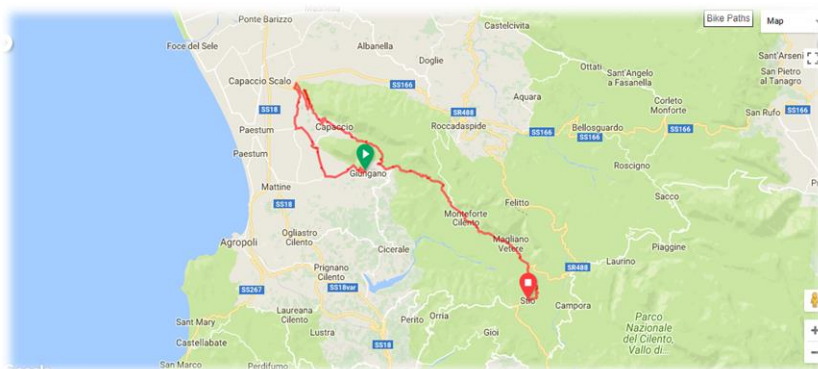 Castelcivita
Ponte Barizzo
Bike Paths
Map
Foce del Sele
Albanella
Doglie
Ottati
Sant'Arsenio
San Pietro
al Tanagro
Capaccio Scalo
SS166
Sant'Angelo
a Fasanella
Aquara
Corleto
Monforte
SS18
SR488
San Rufo
Paestum
Capaccio
Roccadaspide
SS166
Bellosguardo
SS166
SS166
Paestum
Roscigno
Giungano
Mattine
Sacco
SS18
Felitto
Monteforte
Cilento
Ogliastro
Cilento
Magliano
Vetere
Agropoli
Cicerale
Piaggine
Laurino
Prignano
Cilento
SR488
SS267
SS18var
Stio
Campora
Laureana
Cilento
Orria
Perito
Parco
Nazionale
del Cilento,
Vallo di...
Sant Mary
Lustra
Gioi
Castellabate
SS18
San Marco
Perdifumo